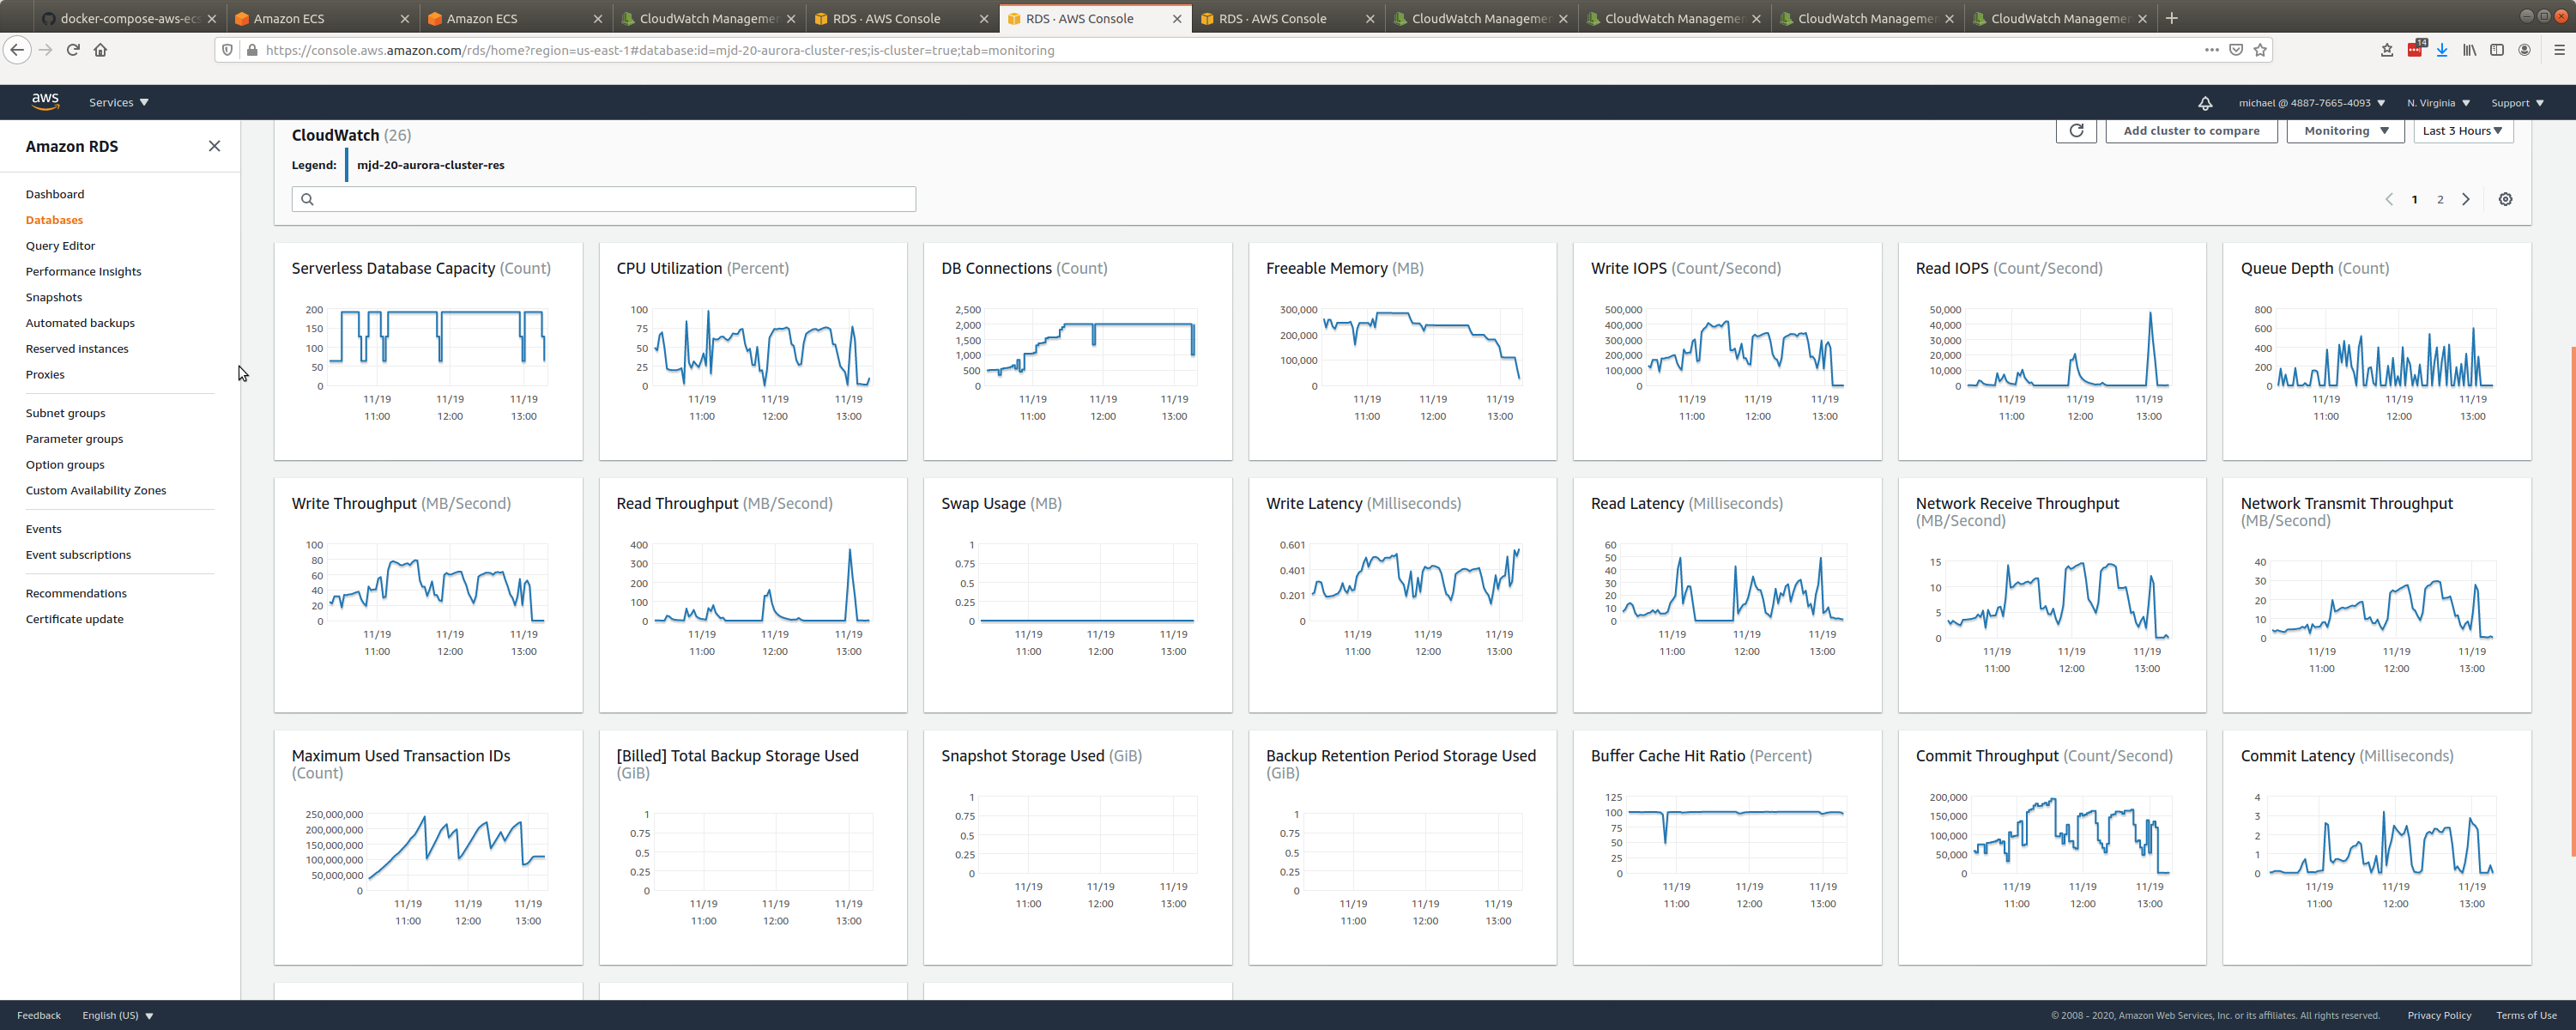 docker-compose-aws-ecs
Amazon ECS
Amazon ECS
CloudWatch Managemen
RDS · AWS Console
RDS · AWS Console
RDS · AWS Console
CloudWatch Managemen
CloudWatch Managemen
CloudWatch Managemen
CloudWatch Managemen
https://console.aws.amazon.com/rds/home?region=us-east-1#database:id=mjd-20-aurora-cluster-res;is-cluster=true;tab=monitoring
14
aws
Services
michael @ 4887-7665-4093
N. Virginia
Support
Amazon RDS
Dashboard
Databases
Query Editor
Performance Insights
Snapshots
Automated backups
Reserved instances
Proxies
Subnet groups
Parameter groups
Option groups
Custom Availability Zones
Events
Event subscriptions
Recommendations
Certificate update
CloudWatch (26)
Add cluster to compare
Monitoring
Last 3 Hours
Legend: mjd-20-aurora-cluster-res
1 2
Serverless Database Capacity (Count)
200
150
100
50
0
11/19 11/19 11/19
11:00 12:00 13:00
CPU Utilization (Percent)
100
75
50
25
0
11/19 11/19 11/19
11:00 12:00 13:00
DB Connections (Count)
2,500
2,000
1,500
1,000
500
0
11/19 11/19 11/19
11:00 12:00 13:00
Freeable Memory (MB)
300,000
200,000
100,000
0
11/19 11/19 11/19
11:00 12:00 13:00
Write IOPS (Count/Second)
500,000
400,000
300,000
200,000
100,000
0
11/19 11/19 11/19
11:00 12:00 13:00
Read IOPS (Count/Second)
50,000
40,000
30,000
20,000
10,000
0
11/19 11/19 11/19
11:00 12:00 13:00
Queue Depth (Count)
800
600
400
200
0
11/19 11/19 11/19
11:00 12:00 13:00
Write Throughput (MB/Second)
100
80
60
40
20
0
11/19 11/19 11/19
11:00 12:00 13:00
Read Throughput (MB/Second)
400
300
200
100
0
11/19 11/19 11/19
11:00 12:00 13:00
Swap Usage (MB)
1
0.75
0.5
0.25
0
11/19 11/19 11/19
11:00 12:00 13:00
Write Latency (Milliseconds)
0.601
0.401
0.201
0
11/19 11/19 11/19
11:00 12:00 13:00
Read Latency (Milliseconds)
60
50
40
30
20
10
0
11/19 11/19 11/19
11:00 12:00 13:00
Network Receive Throughput
(MB/Second)
15
10
5
0
11/19 11/19 11/19
11:00 12:00 13:00
Network Transmit Throughput
(MB/Second)
40
30
20
10
0
11/19 11/19 11/19
11:00 12:00 13:00
Maximum Used Transaction IDs
(Count)
250,000,000
200,000,000
150,000,000
100,000,000
50,000,000
0
11/19 11/19 11/19
11:00 12:00 13:00
[Billed] Total Backup Storage Used
(GiB)
1
0.75
0.5
0.25
0
11/19 11/19 11/19
11:00 12:00 13:00
Snapshot Storage Used (GiB)
1
0.75
0.5
0.25
0
11/19 11/19 11/19
11:00 12:00 13:00
Backup Retention Period Storage Used
(GiB)
1
0.75
0.5
0.25
0
11/19 11/19 11/19
11:00 12:00 13:00
Buffer Cache Hit Ratio (Percent)
125
100
75
50
25
0
11/19 11/19 11/19
11:00 12:00 13:00
Commit Throughput (Count/Second)
200,000
150,000
100,000
50,000
0
11/19 11/19 11/19
11:00 12:00 13:00
Commit Latency (Milliseconds)
4
3
2
1
0
11/19 11/19 11/19
11:00 12:00 13:00
Feedback
English (US)
© 2008 - 2020, Amazon Web Services, Inc. or its affiliates. All rights reserved.
Privacy Policy
Terms of Use